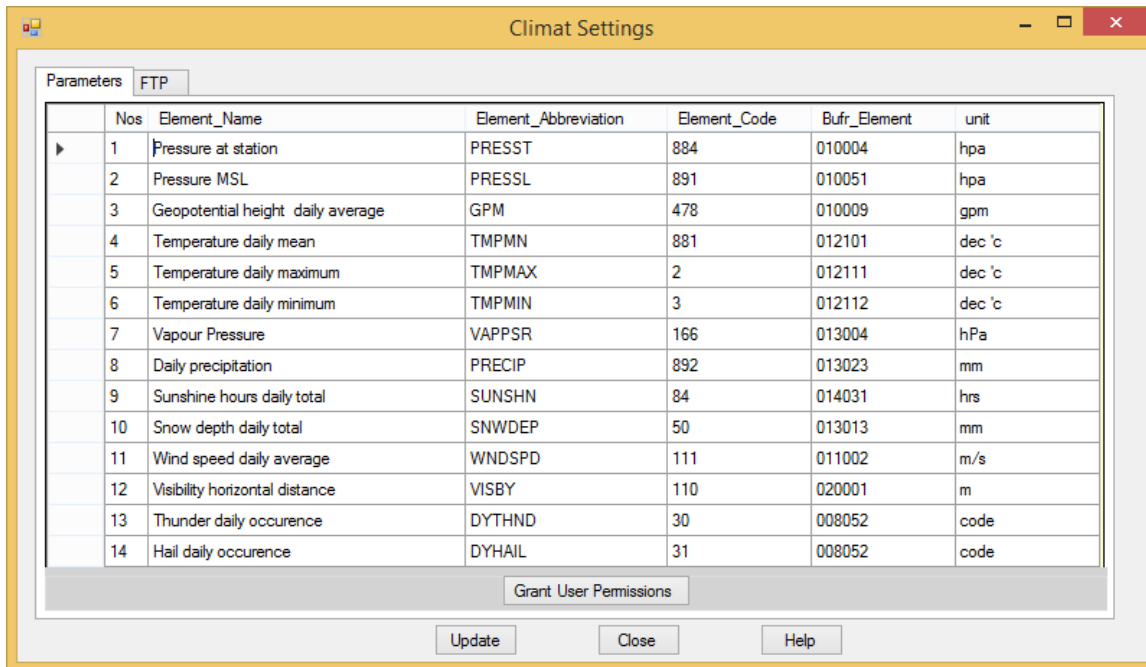 Climat Settings
Parameters FTP
Nos Element_Name Element_Abbreviation Element_Code Bufr_Element unit
1 Pressure at station PRESST 884 010004 hpa
2 Pressure MSL PRESSL 891 010051 hpa
3 Geopotential height  daily average GPM 478 010009 gpm
4 Temperature daily mean TMPMN 881 012101 dec 'c
5 Temperature daily maximum TMPMAX 2 012111 dec 'c
6 Temperature daily minimum TMPMIN 3 012112 dec 'c
7 Vapour Pressure VAPPSR 166 013004 hPa
8 Daily precipitation PRECIP 892 013023 mm
9 Sunshine hours daily total SUNSHN 84 014031 hrs
10 Snow depth daily total SNWDEP 50 013013 mm
11 Wind speed daily average WNDSPD 111 011002 m/s
12 Visibility horizontal distance VISBY 110 020001 m
13 Thunder daily occurence DYTHND 30 008052 code
14 Hail daily occurence DYHAIL 31 008052 code
Grant User Permissions
Update Close Help